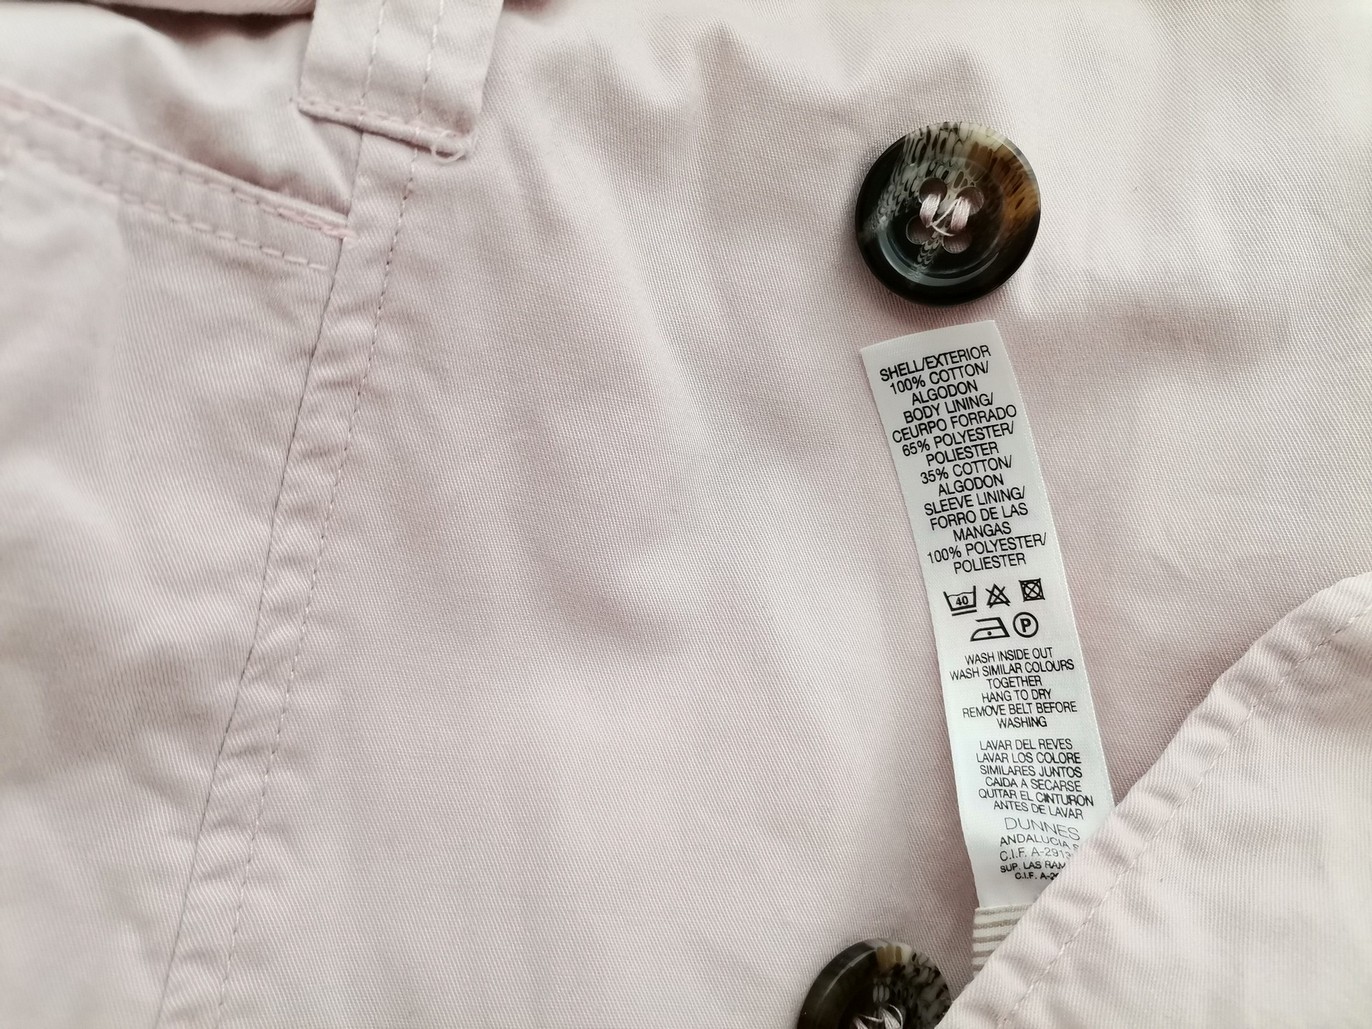 SHELL/EXTERIOR
100% COTTON/
ALGODON
BODY LINING/
CEURPO FORRADO
65% POLYESTER/
POLIESTER
35% COTTON/
ALGODON
SLEEVE LINING/
FORRO DE LAS
MANGAS
100% POLYESTER/
POLIESTER
40
P
WASH INSIDE OUT
WASH SIMILAR COLOURS
TOGETHER
HANG TO DRY
REMOVE BELT BEFORE
WASHING
LAVAR DEL REVES
LAVAR LOS COLORE
SIMILARES JUNTOS
CAIDA A SECARSE
QUITAR EL CINTURON
ANTES DE LAVAR
DUNNES
ANDALUCIA
C.I.F.
SUP. LAS
C.I.F.